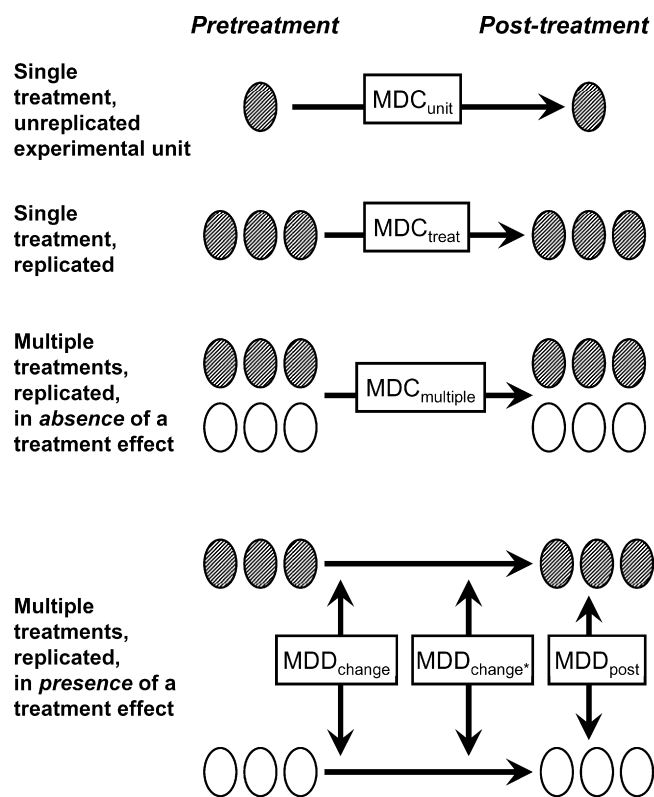 Pretreatment Post-treatment
Single
treatment,
unreplicated
experimental unit
MDCunit
Single
treatment,
replicated
MDCtreat
Multiple
treatments,
replicated,
in absence of a
treatment effect
MDCmultiple
Multiple
treatments,
replicated,
in presence of a
treatment effect
MDDchange MDDchange* MDDpost